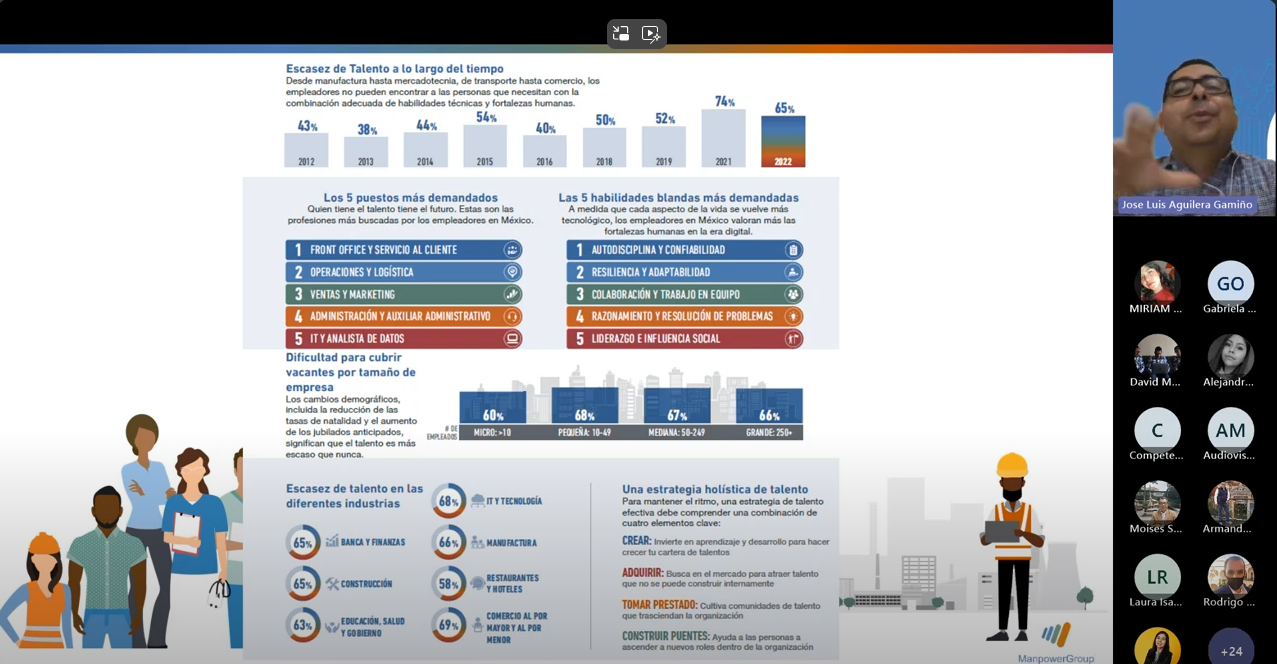 Escasez de Talento a lo largo del tiempo
Desde manufactura hasta mercadotecnia, de transporte hasta comercio, los
empleadores no pueden encontrar a las personas que necesitan con la
combinación adecuada de habilidades técnicas y fortalezas humanas.
43% 38% 44% 54% 40% 50% 52% 74% 65%
2012 2013 2014 2015 2016 2018 2019 2021 2022
Los 5 puestos más demandados
Quien tiene el talento tiene el futuro. Estas son las
profesiones más buscadas por los empleadores en México.
1 FRONT OFFICE Y SERVICIO AL CLIENTE
2 OPERACIONES Y LOGÍSTICA
3 VENTAS Y MARKETING
4 ADMINISTRACIÓN Y AUXILIAR ADMINISTRATIVO
5 IT Y ANALISTA DE DATOS
Las 5 habilidades blandas más demandadas
A medida que cada aspecto de la vida se vuelve más
tecnológico, los empleadores en México valoran más las
fortalezas humanas en la era digital.
1 AUTODISCIPLINA Y CONFIABILIDAD
2 RESILIENCIA Y ADAPTABILIDAD
3 COLABORACIÓN Y TRABAJO EN EQUIPO
4 RAZONAMIENTO Y RESOLUCIÓN DE PROBLEMAS
5 LIDERAZGO E INFLUENCIA SOCIAL
Dificultad para cubrir
vacantes por tamaño de
empresa
Los cambios demográficos,
incluida la reducción de las
tasas de natalidad y el aumento
de los jubilados anticipados,
significan que el talento es más
escaso que nunca.
60% 68% 67% 66%
# DE
EMPLEADOS
MICRO: >10 PEQUEÑA: 10-49 MEDIANA: 50-249 GRANDE: 250+
Escasez de talento en las
diferentes industrias
68% IT Y TECNOLOGÍA
65% BANCA Y FINANZAS
66% MANUFACTURA
65% CONSTRUCCIÓN
58% RESTAURANTES
Y HOTELES
63% EDUCACIÓN, SALUD
Y GOBIERNO
69% COMERCIO AL POR
MAYOR Y AL POR
MENOR
Una estrategia holística de talento
Para mantener el ritmo, una estrategia de talento
efectiva debe comprender una combinación de
cuatro elementos clave:
CREAR: Invierte en aprendizaje y desarrollo para hacer
crecer tu cartera de talentos
ADQUIRIR: Busca en el mercado para atraer talento
que no se puede construir internamente
TOMAR PRESTADO: Cultiva comunidades de talento
que trasciendan la organización
CONSTRUIR PUENTES: Ayuda a las personas a
ascender a nuevos roles dentro de la organización
ManpowerGroup
Jose Luis Aguilera Gamiño
GO
MIRIAM ... Gabriela ...
David M... Alejandr...
C AM
Compete... Audiovis...
Moises S... Armand...
LR
Laura Isa... Rodrigo ...
+24